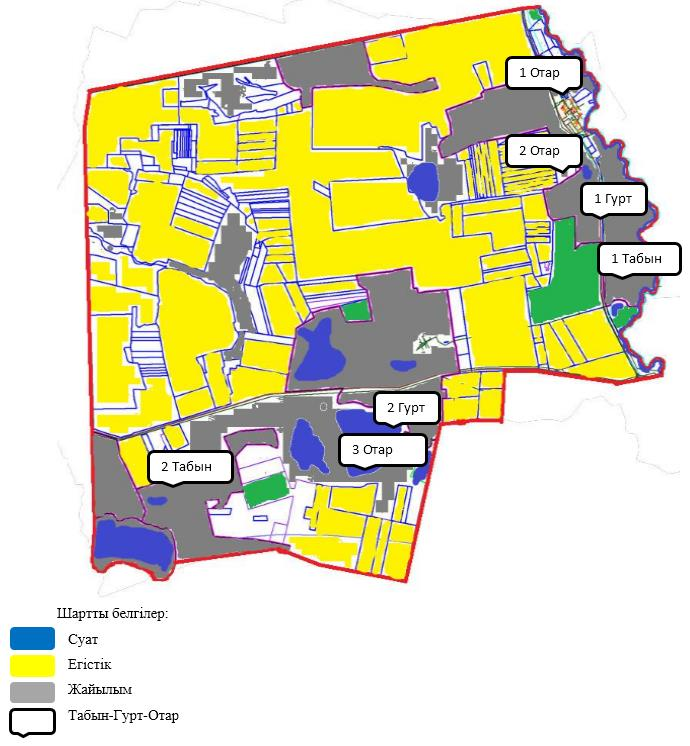 1 Отар
2 Отар
1 Гурт
1 Табын
2 Гурт
3 Отар
2 Табын
Шартты белгілер:
Суат
Егістік
Жайылым
Табын-Гурт-Отар